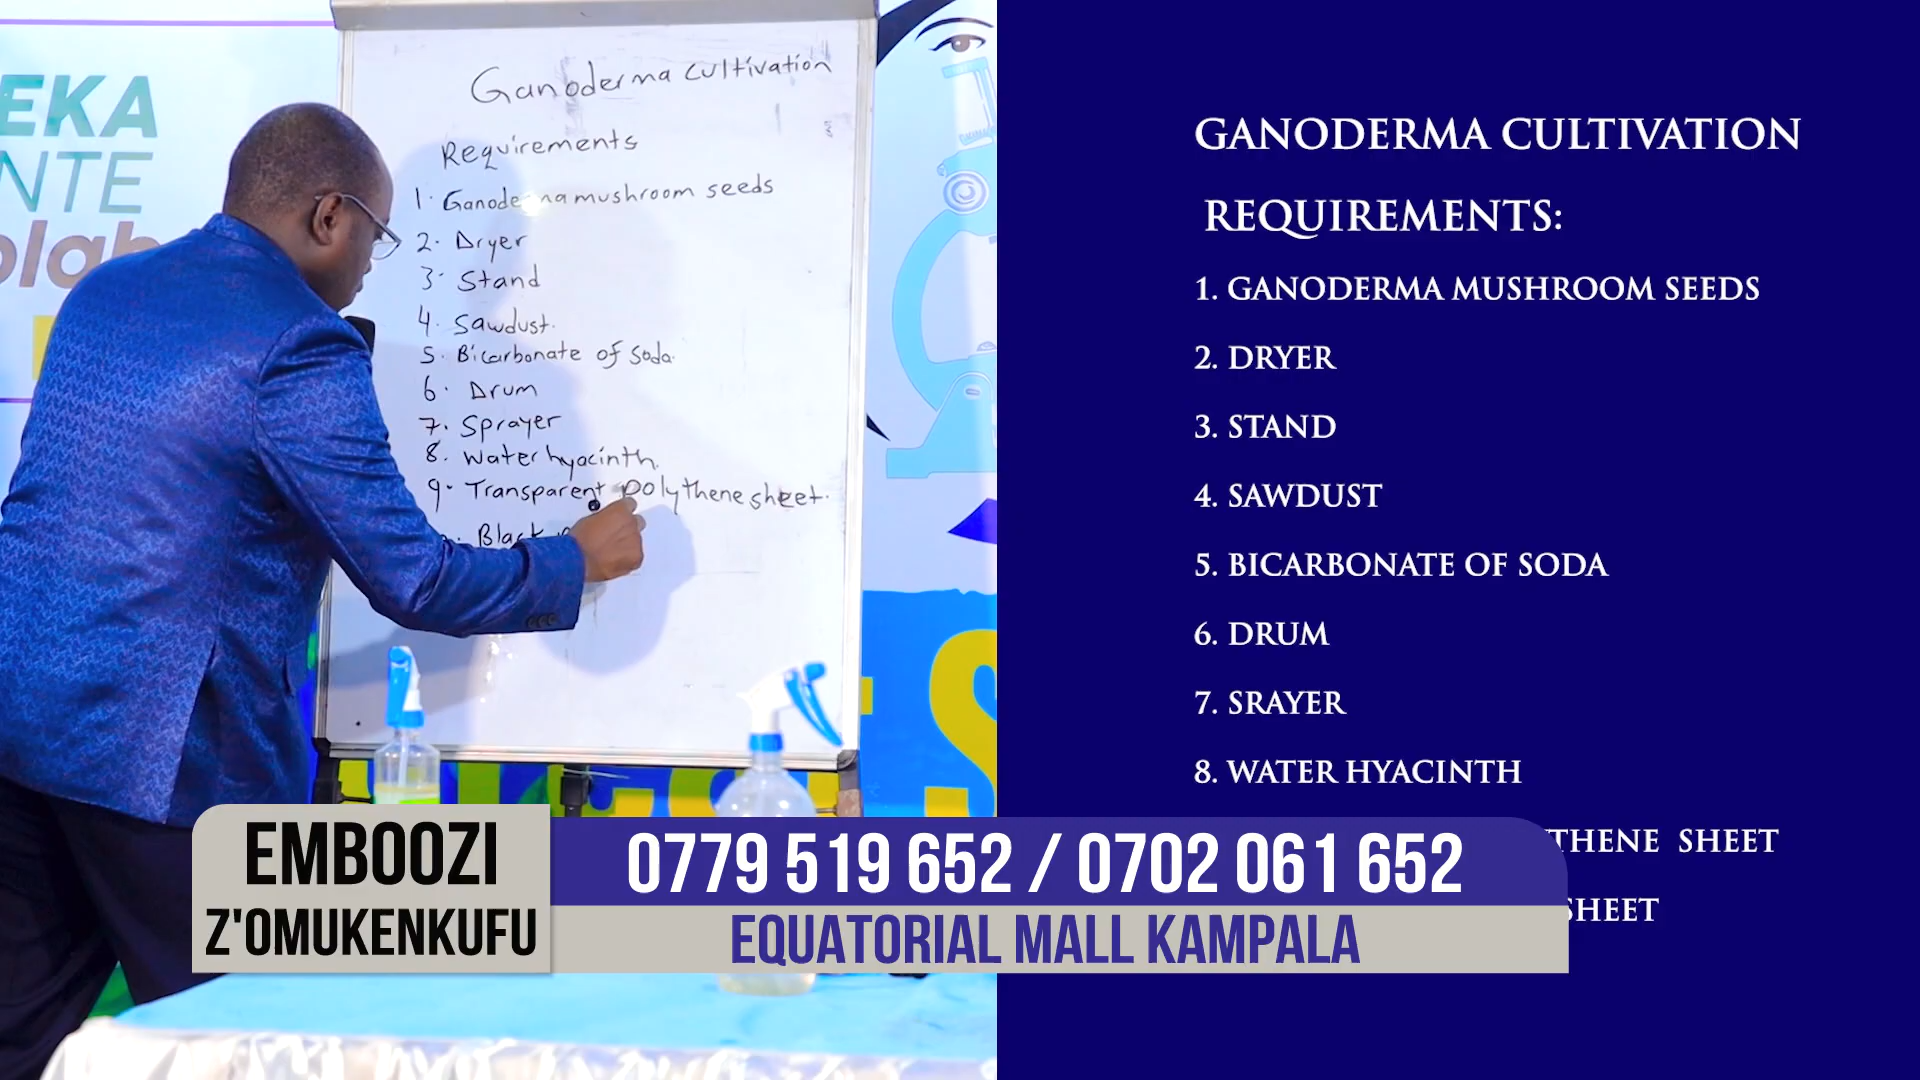 EKA
NTE
Ganoderma cultivation
Requirements
1. Ganoderma mushroom seeds
2. Dryer
3. Stand
4. Sawdust.
5. Bicarbonate of Soda.
6. Drum
7. Sprayer
8. Water hyacinth.
9. Transparent polythene sheet.
Black
GANODERMA CULTIVATION
REQUIREMENTS:
1. GANODERMA MUSHROOM SEEDS
2. DRYER
3. STAND
4. SAWDUST
5. BICARBONATE OF SODA
6. DRUM
7. SRAYER
8. WATER HYACINTH
THENE SHEET
SHEET
EMBOOZI
Z'OMUKENKUFU
0779 519 652 / 0702 061 652
EQUATORIAL MALL KAMPALA